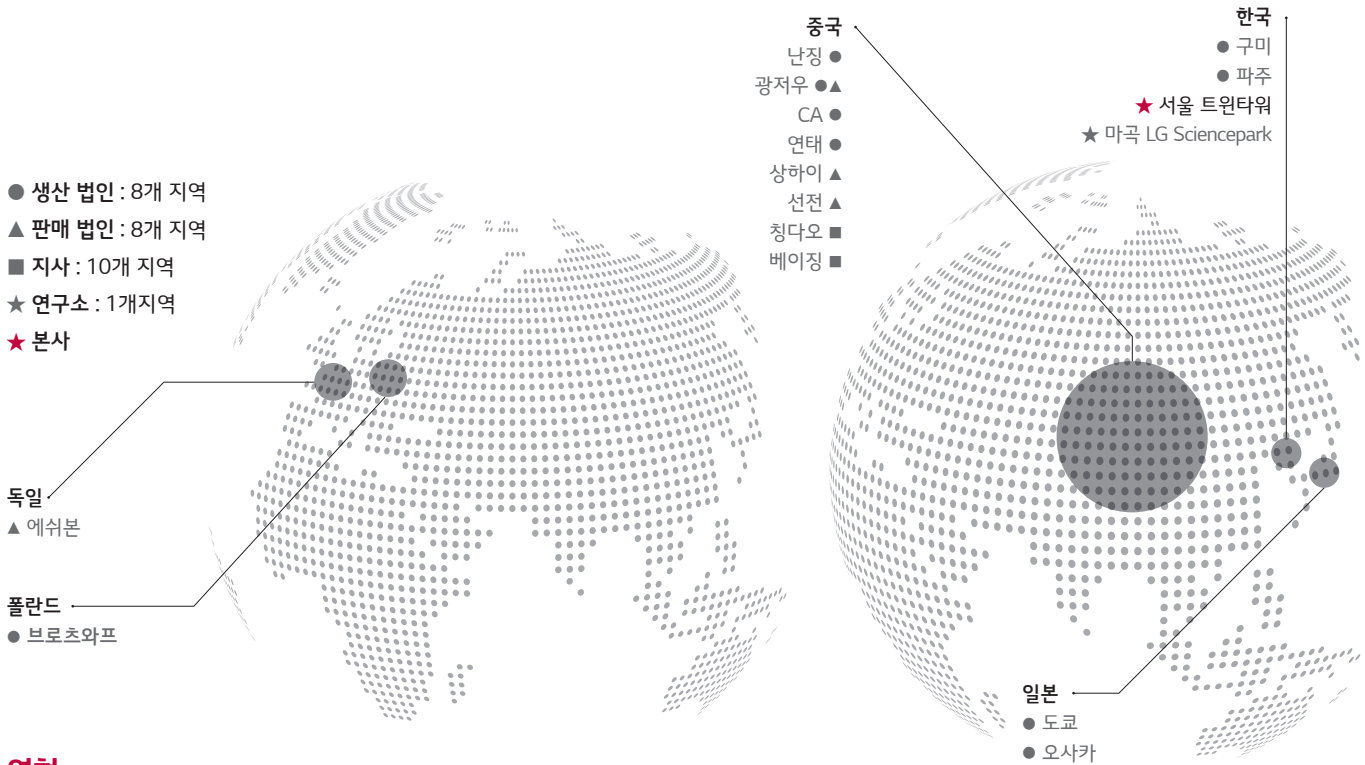 ● 생산 법인 : 8개 지역
▲ 판매 법인 : 8개 지역
■ 지사 : 10개 지역
★ 연구소 : 1개지역
★ 본사
독일
▲ 에쉬본
폴란드
● 브로츠와프
중국
난징 ●
광저우 ●▲
CA ●
연태 ●
상하이 ▲
선전 ▲
칭다오 ■
베이징 ■
한국
● 구미
● 파주
★ 서울 트윈타워
★ 마곡 LG Sciencepark
일본
● 도쿄
● 오사카